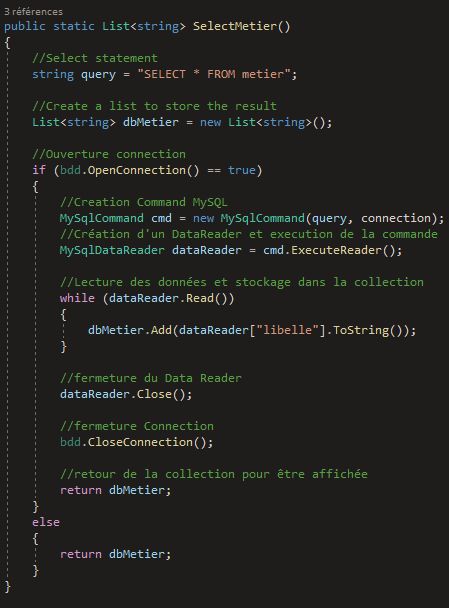 3 références
public static List<string> SelectMetier()
{
//Select statement
string query = "SELECT * FROM metier";
//Create a list to store the result
List<string> dbMetier = new List<string>();
//Ouverture connection
if (bdd.OpenConnection() == true)
{
//Creation Command MySQL
MySqlCommand cmd = new MySqlCommand(query, connection);
//Création d'un DataReader et execution de la commande
MySqlDataReader dataReader = cmd.ExecuteReader();
//Lecture des données et stockage dans la collection
while (dataReader.Read())
{
dbMetier.Add(dataReader["libelle"].ToString());
}
//fermeture du Data Reader
dataReader.Close();
//fermeture Connection
bdd.CloseConnection();
//retour de la collection pour être affichée
return dbMetier;
}
else
{
return dbMetier;
}
}